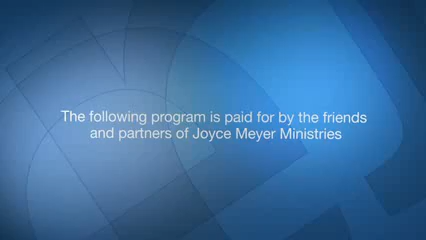 The following program is paid for by the friends
and partners of Joyce Meyer Ministries